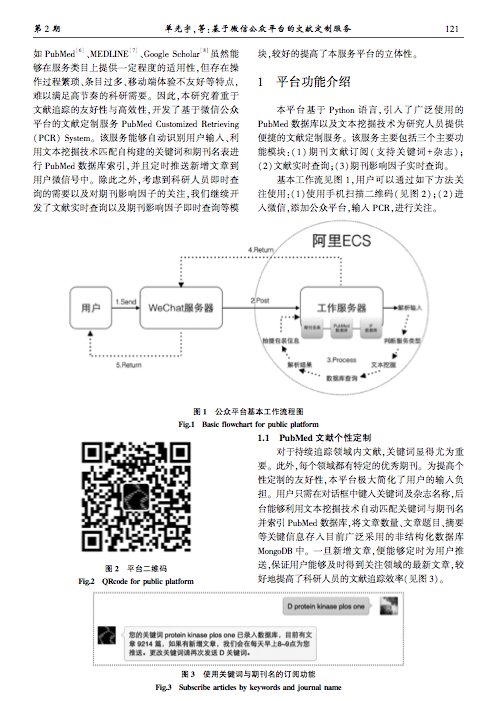 第 2 期
单光宇,等:基于微信公众平台的文献定制服务
121
如 PubMed[6]、MEDLINE[7]、Google Scholar[8]虽然能
够在服务类目上提供一定程度的适用性,但存在操
作过程繁琐、条目过多、移动端体验不友好等特点,
难以满足高节奏的科研需要。因此,本研究着重于
文献追踪的友好性与高效性,开发了基于微信公众
平台的文献定制服务 PubMed Customized Retrieving
(PCR) System。该服务能够自动识别用户输入、利
用文本挖掘技术匹配自构建的关键词和期刊名表进
行 PubMed 数据库索引,并且定时推送新增文章到
用户微信号中。除此之外,考虑到科研人员即时查
询的需要以及对期刊影响因子的关注,我们继续开
发了文献实时查询以及期刊影响因子即时查询等模
块,较好的提高了本服务平台的立体性。
1 平台功能介绍
本平台基于 Python 语言,引入了广泛使用的
PubMed 数据库以及文本挖掘技术为研究人员提供
便捷的文献定制服务。该服务主要包括三个主要功
能模块:(1)期刊文献订阅(支持关键词+杂志);
(2)文献实时查询;(3)期刊影响因子实时查询。
基本工作流见图 1,用户可以通过如下方法关
注使用:(1)使用手机扫描二维码(见图 2);(2)进
入微信,添加公众平台,输入 PCR,进行关注。
阿里ECS
4.Return
用户
1.Send
WeChat服务器
2.Post
工作服务器
解析输入
PubMed
数据库
判断服务类型
文本挖掘
3.Process
数据库查询
解析结果
抽提有效信息
5.Return
图 1 公众平台基本工作流程图
Fig.1 Basic flowchart for public platform
图 2 平台二维码
Fig.2 QRcode for public platform
1.1 PubMed 文献个性定制
对于持续追踪领域内文献,关键词显得尤为重
要。此外,每个领域都有特定的优秀期刊。为提高个
性定制的友好性,本平台极大简化了用户的输入负
担。用户只需在对话框中键入关键词及杂志名称,后
台能够利用文本挖掘技术自动匹配关键词与期刊名
并索引 PubMed 数据库,将文章数量、文章题目、摘要
等关键信息存入目前广泛采用的非结构化数据库
MongoDB 中。一旦新增文章,便能够定时为用户推
送,保证用户能够及时得到关注领域的最新文章,较
好地提高了科研人员的文献追踪效率(见图 3)。
D protein kinase plos one
您的关键词 protein kinase plos one 已录入数据库，目前有文
章 9214 篇，如果有新增文章，我们会在每天早上8~9点为您
推送。更改关键词请再次发送 D 关键词。
图 3 使用关键词与期刊名的订阅功能
Fig.3 Subscribe articles by keywords and journal name